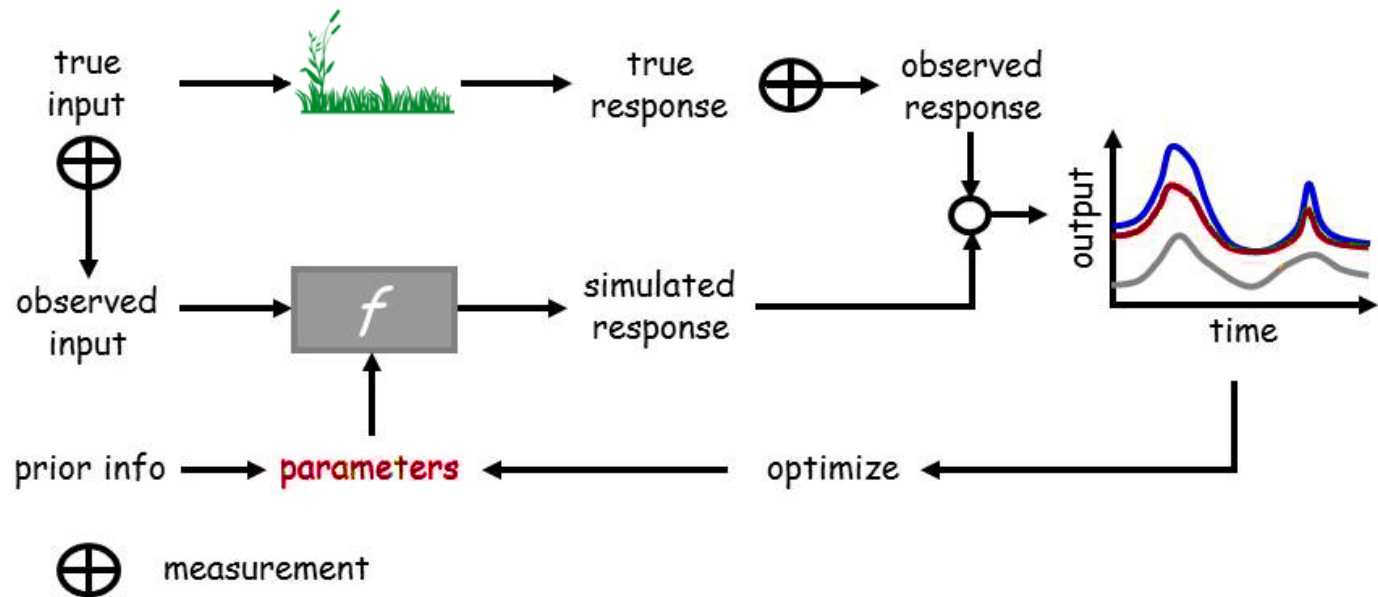 true
input
true
response
observed
response
output
time
observed
input
f
simulated
response
prior info
parameters
optimize
measurement